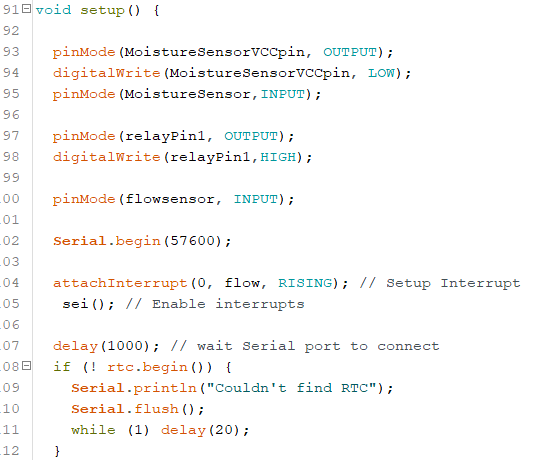 91 void setup() {
92
93 pinMode(MoistureSensorVCCpin, OUTPUT);
94 digitalWrite(MoistureSensorVCCpin, LOW);
95 pinMode(MoistureSensor,INPUT);
96
97 pinMode(relayPin1, OUTPUT);
98 digitalWrite(relayPin1,HIGH);
99
00 pinMode(flowsensor, INPUT);
01
02 Serial.begin(57600);
03
04 attachInterrupt(0, flow, RISING); // Setup Interrupt
05 sei(); // Enable interrupts
06
07 delay(1000); // wait Serial port to connect
08 if (! rtc.begin()) {
09 Serial.println("Couldn't find RTC");
10 Serial.flush();
11 while (1) delay(20);
12 }